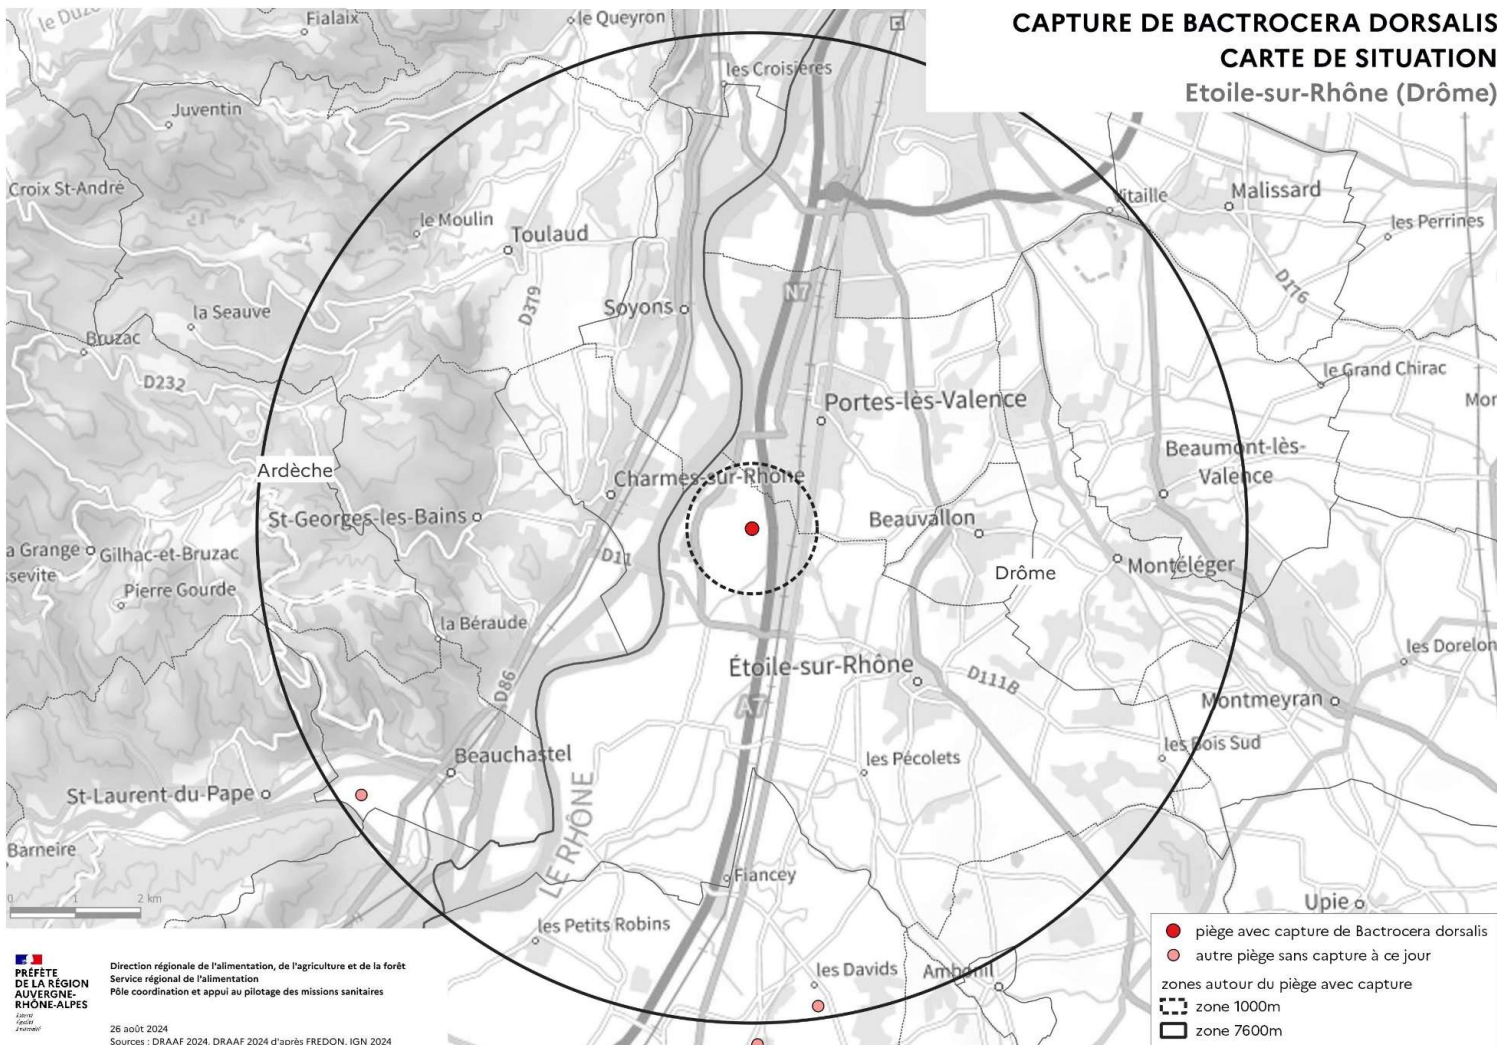 CAPTURE DE BACTROCERA DORSALIS
CARTE DE SITUATION
Etoile-sur-Rhône (Drôme)
Fialaix
le Queyron
les Croisières
Juventin
Croix St-André
le Moulin
Toulaud
Vitaille
Malissard
les Perrines
D379
D176
la Seauve
Soyons
N7
Bruzac
D232
le Grand Chirac
Portes-lès-Valence
Beaumont-lès-
Valence
Ardèche
Charmes-sur-Rhône
St-Georges-les-Bains
Beauvallon
Gilhac-et-Bruzac
D11
Drôme
Montéléger
Pierre Gourde
la Béraude
Étoile-sur-Rhône
D111B
D86
A7
Montmeyran
les Bois Sud
Beauchastel
les Pécolets
St-Laurent-du-Pape
LE RHÔNE
Barneire
Fiancey
0 1 2 km
Upie
les Petits Robins
les Davids
Ambonil
piège avec capture de Bactrocera dorsalis
autre piège sans capture à ce jour
zones autour du piège avec capture
zone 1000m
zone 7600m
PRÉFÈTE
DE LA RÉGION
AUVERGNE-
RHÔNE-ALPES
Direction régionale de l'alimentation, de l'agriculture et de la forêt
Service régional de l'alimentation
Pôle coordination et appui au pilotage des missions sanitaires
26 août 2024
Sources : DRAAF 2024, DRAAF 2024 d'après FREDON, IGN 2024